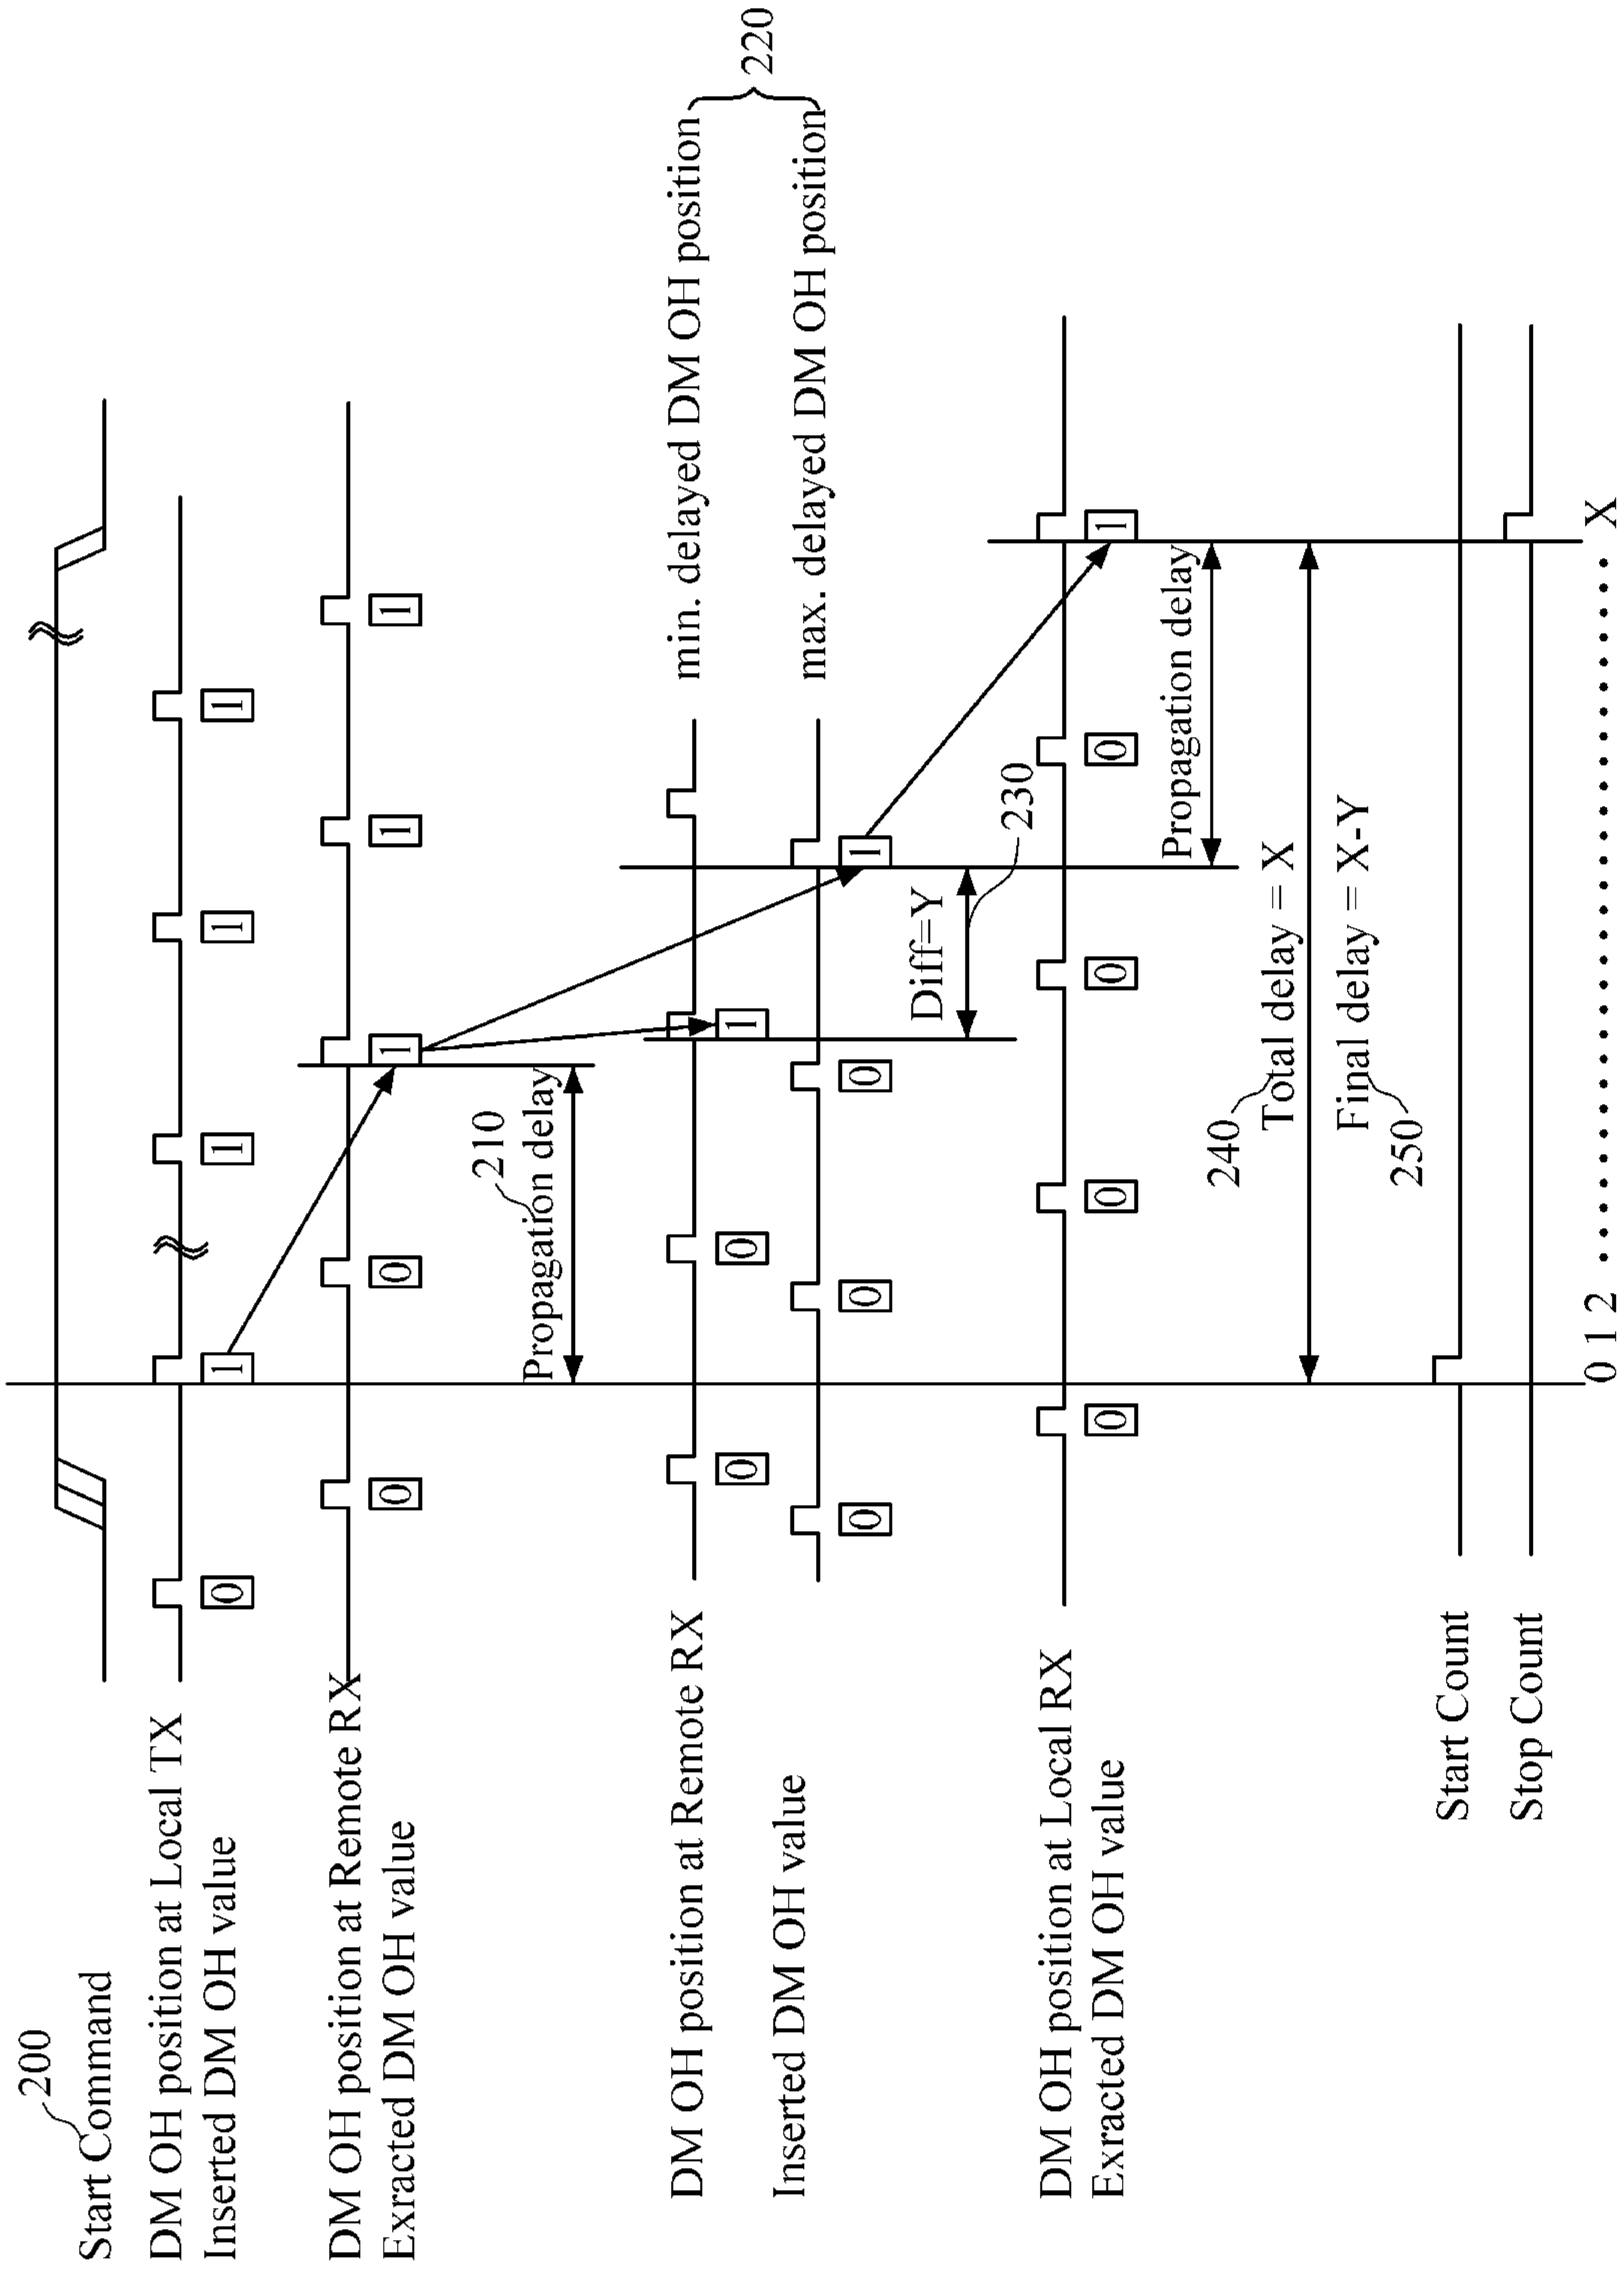 200
Start Command
DM OH position at Local TX
Inserted DM OH value
0 1 1 1 1
DM OH position at Remote RX
Exracted DM OH value
0 0 1 1 1
210
Propagation delay
DM OH position at Remote RX
min. delayed DM OH position
0 0 1
220
Inserted DM OH value
max. delayed DM OH position
0 0 0 1
Diff=Y
230
DM OH position at Local RX
Exracted DM OH value
0 0 0 0 1
Propagation delay
240
Total delay = X
Final delay = X-Y
250
Start Count
Stop Count
0 1 2 X